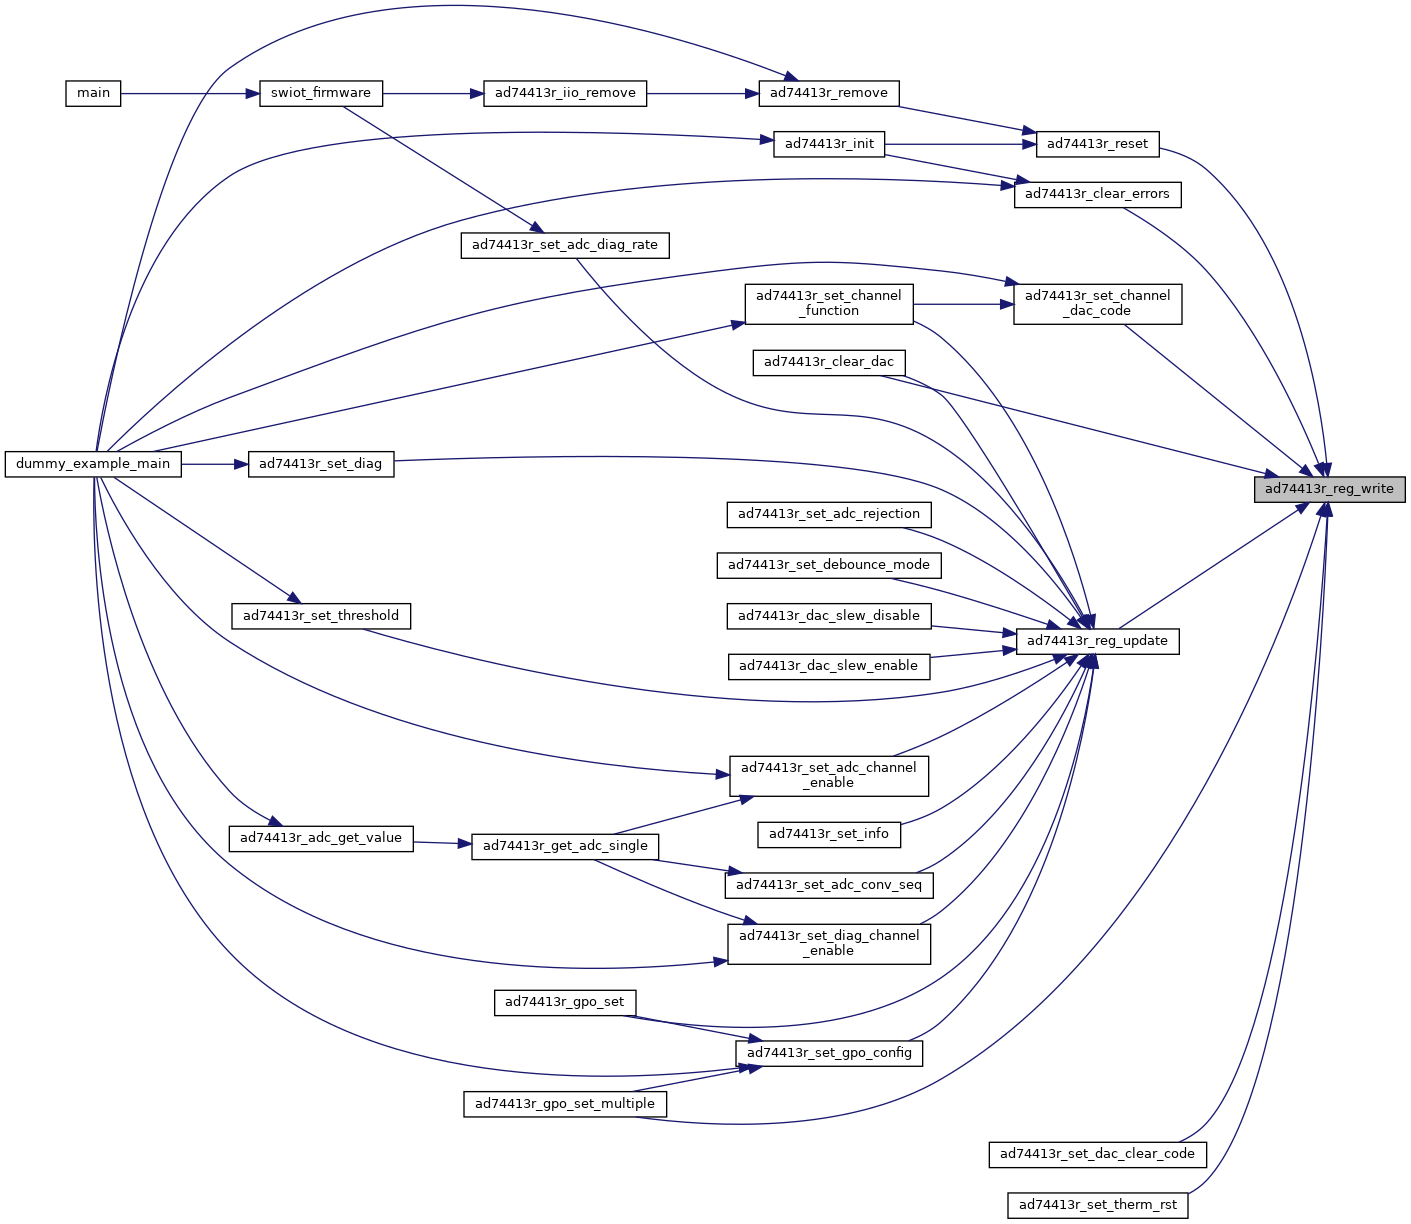 main
swiot_firmware
ad74413r_iio_remove
ad74413r_remove
ad74413r_init
ad74413r_reset
ad74413r_clear_errors
ad74413r_set_adc_diag_rate
ad74413r_set_channel
_function
ad74413r_set_channel
_dac_code
ad74413r_clear_dac
dummy_example_main
ad74413r_set_diag
ad74413r_reg_write
ad74413r_set_adc_rejection
ad74413r_set_debounce_mode
ad74413r_set_threshold
ad74413r_dac_slew_disable
ad74413r_reg_update
ad74413r_dac_slew_enable
ad74413r_set_adc_channel
_enable
ad74413r_set_info
ad74413r_adc_get_value
ad74413r_get_adc_single
ad74413r_set_adc_conv_seq
ad74413r_set_diag_channel
_enable
ad74413r_gpo_set
ad74413r_set_gpo_config
ad74413r_gpo_set_multiple
ad74413r_set_dac_clear_code
ad74413r_set_therm_rst